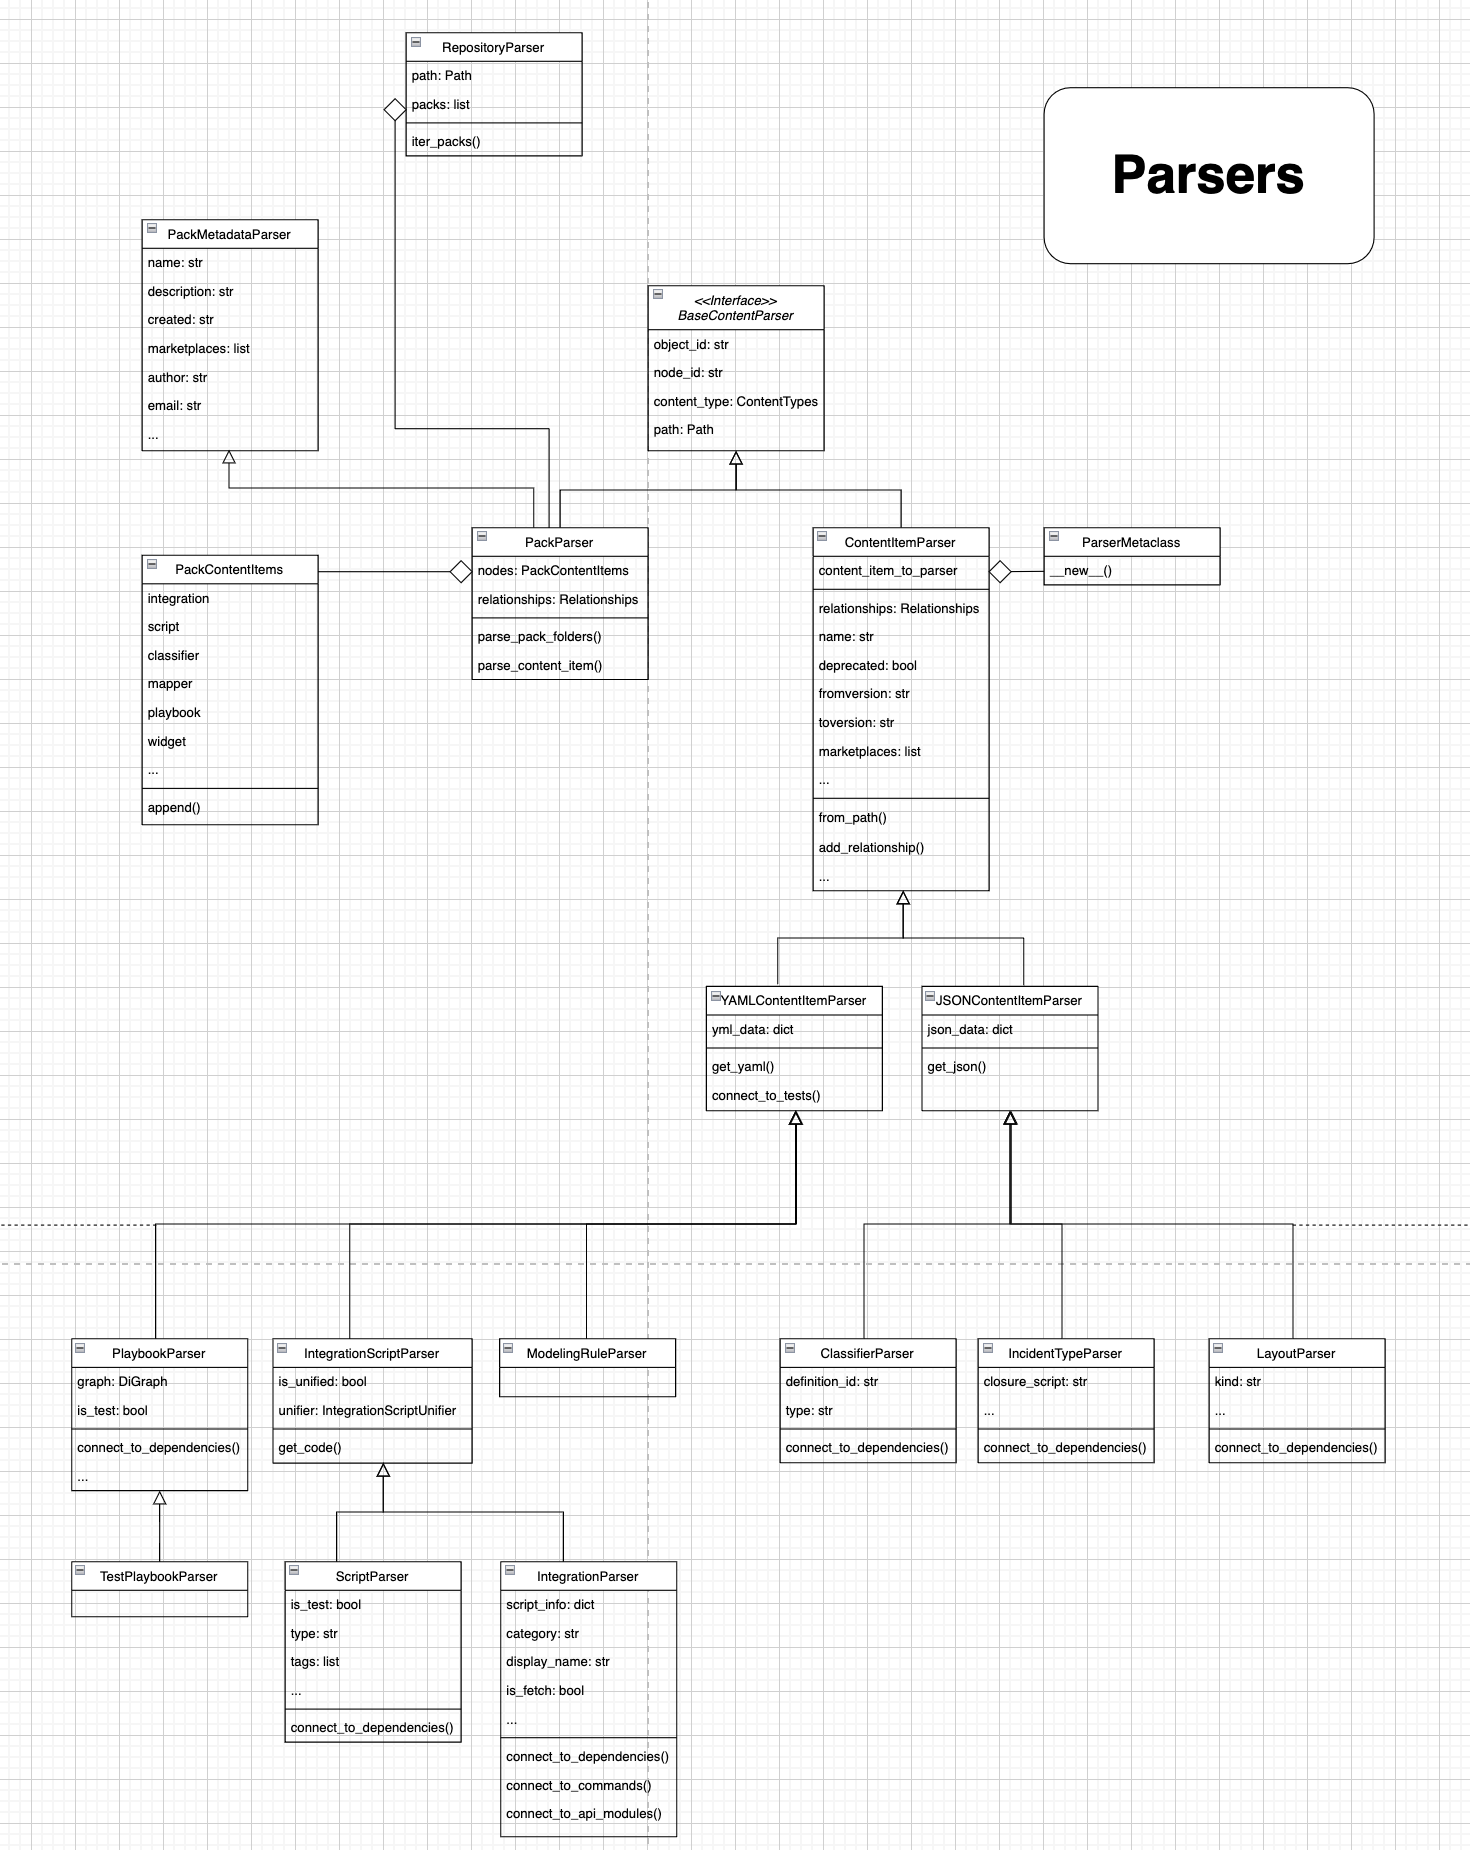 RepositoryParser
path: Path
packs: list
iter_packs()
Parsers
PackMetadataParser
name: str
description: str
created: str
marketplaces: list
author: str
email: str
...
<<Interface>>
BaseContentParser
object_id: str
node_id: str
content_type: ContentTypes
path: Path
PackContentItems
integration
script
classifier
mapper
playbook
widget
...
append()
PackParser
nodes: PackContentItems
relationships: Relationships
parse_pack_folders()
parse_content_item()
ContentItemParser
content_item_to_parser
relationships: Relationships
name: str
deprecated: bool
fromversion: str
toversion: str
marketplaces: list
...
from_path()
add_relationship()
...
ParserMetaclass
__new__()
YAMLContentItemParser
yml_data: dict
get_yaml()
connect_to_tests()
JSONContentItemParser
json_data: dict
get_json()
PlaybookParser
graph: DiGraph
is_test: bool
connect_to_dependencies()
...
IntegrationScriptParser
is_unified: bool
unifier: IntegrationScriptUnifier
get_code()
ModelingRuleParser
ClassifierParser
definition_id: str
type: str
connect_to_dependencies()
IncidentTypeParser
closure_script: str
...
connect_to_dependencies()
LayoutParser
kind: str
...
connect_to_dependencies()
TestPlaybookParser
ScriptParser
is_test: bool
type: str
tags: list
...
connect_to_dependencies()
IntegrationParser
script_info: dict
category: str
display_name: str
is_fetch: bool
...
connect_to_dependencies()
connect_to_commands()
connect_to_api_modules()